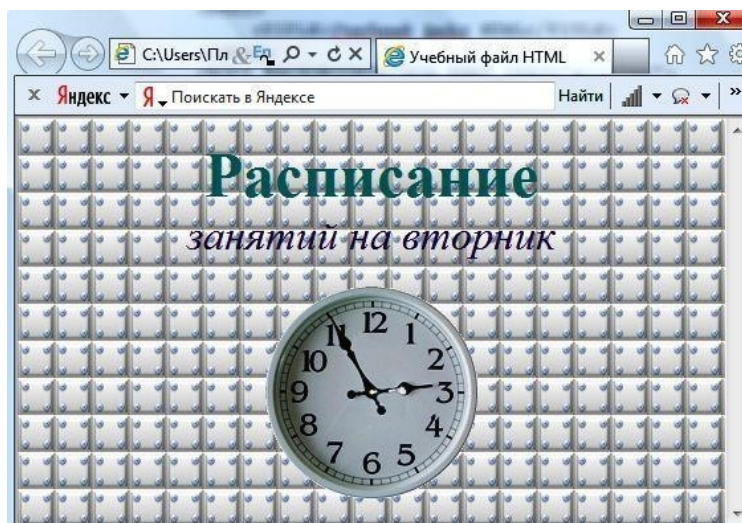 C:\Users\Пл
Учебный файл HTML
Яндекс Я Поискать в Яндексе Найти
Расписание
занятий на вторник
12
11 1
10 2
9 3
8 4
7 6 5